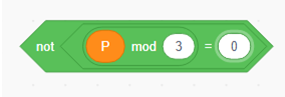 not P mod 3 = 0